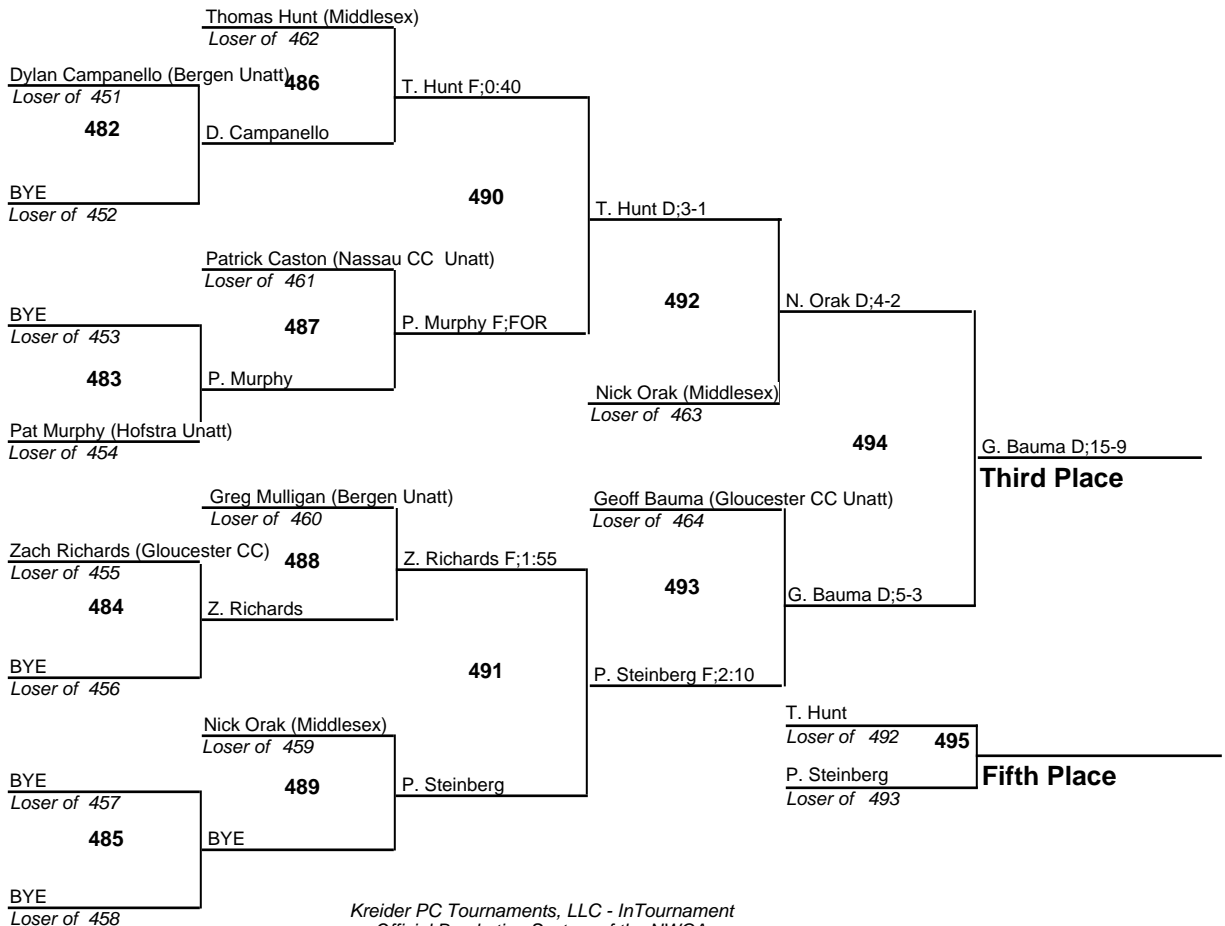 Thomas Hunt (Middlesex)
Loser of 462
Dylan Campanello (Bergen Unatt)
486
T. Hunt F;0:40
Loser of 451
482
D. Campanello
BYE
490
Loser of 452
T. Hunt D;3-1
Patrick Caston (Nassau CC Unatt)
Loser of 461
492
N. Orak D;4-2
BYE
487
P. Murphy F;FOR
Loser of 453
483
P. Murphy
Nick Orak (Middlesex)
Loser of 463
Pat Murphy (Hofstra Unatt)
494
Loser of 454
G. Bauma D;15-9
Third Place
Greg Mulligan (Bergen Unatt)
Geoff Bauma (Gloucester CC Unatt)
Loser of 460
Loser of 464
Zach Richards (Gloucester CC)
488
Z. Richards F;1:55
Loser of 455
493
484
Z. Richards
G. Bauma D;5-3
BYE
491
P. Steinberg F;2:10
Loser of 456
T. Hunt
Nick Orak (Middlesex)
Loser of 492
495
Loser of 459
BYE
489
P. Steinberg
P. Steinberg
Fifth Place
Loser of 457
Loser of 493
485
BYE
BYE
Loser of 458
Kreider PC Tournaments, LLC - InTournament